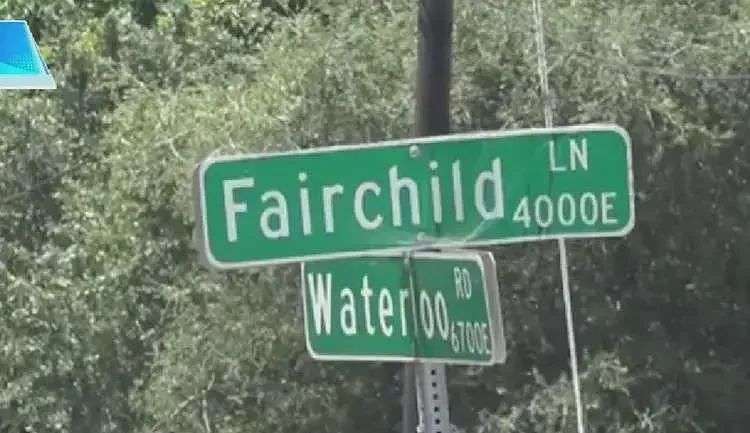 Fairchild LN
4000E
Waterloo RD
6700E